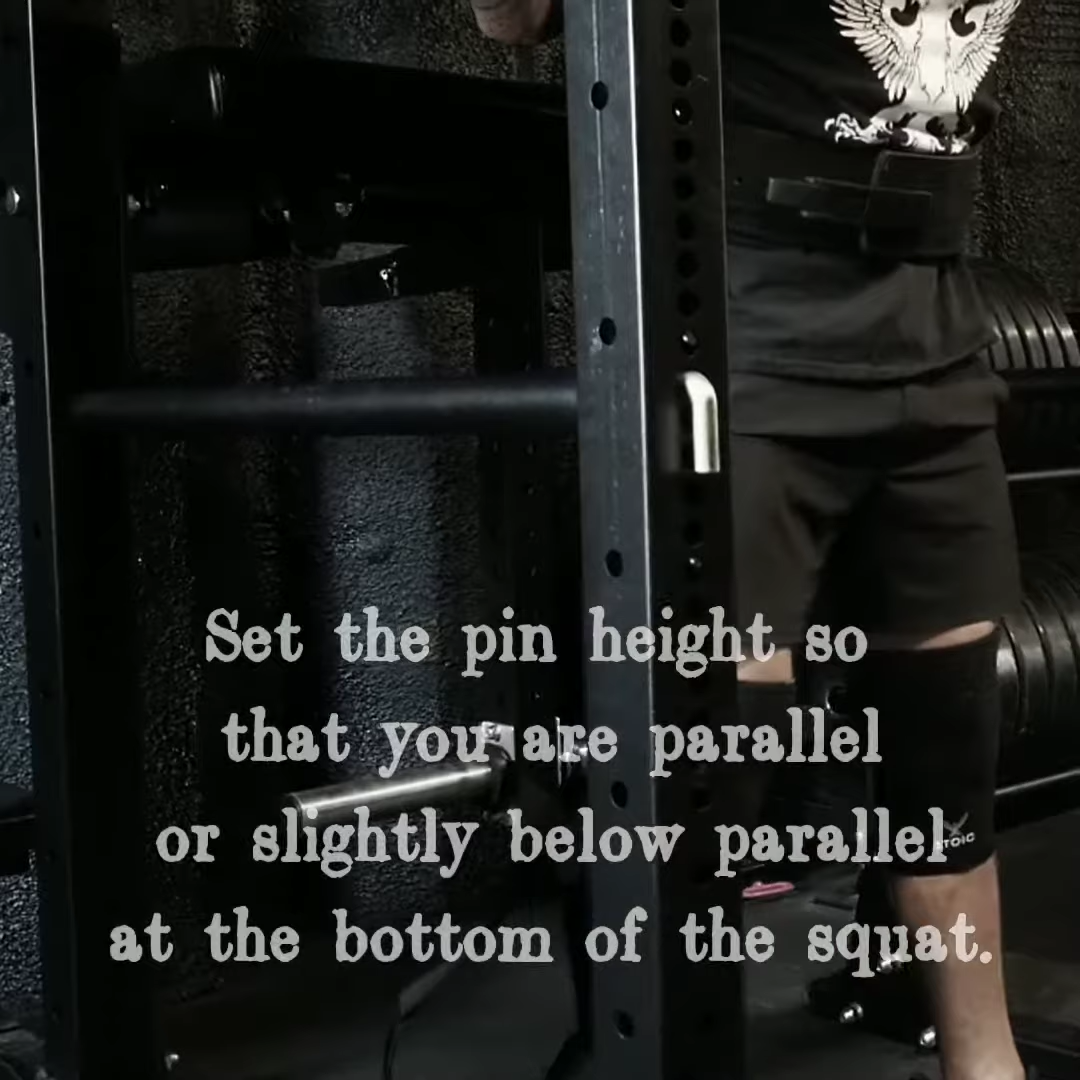 Set the pin height so
that you are parallel
or slightly below parallel
at the bottom of the squat.
STOIC